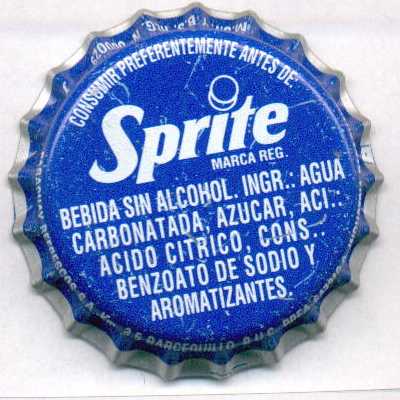 CONSUMIR PREFERENTEMENTE ANTES DE:
Sprite
MARCA REG.
BEBIDA SIN ALCOHOL. INGR.: AGUA
CARBONATADA, AZUCAR, ACI.:
ACIDO CITRICO, CONS.:
BENZOATO DE SODIO Y
AROMATIZANTES.